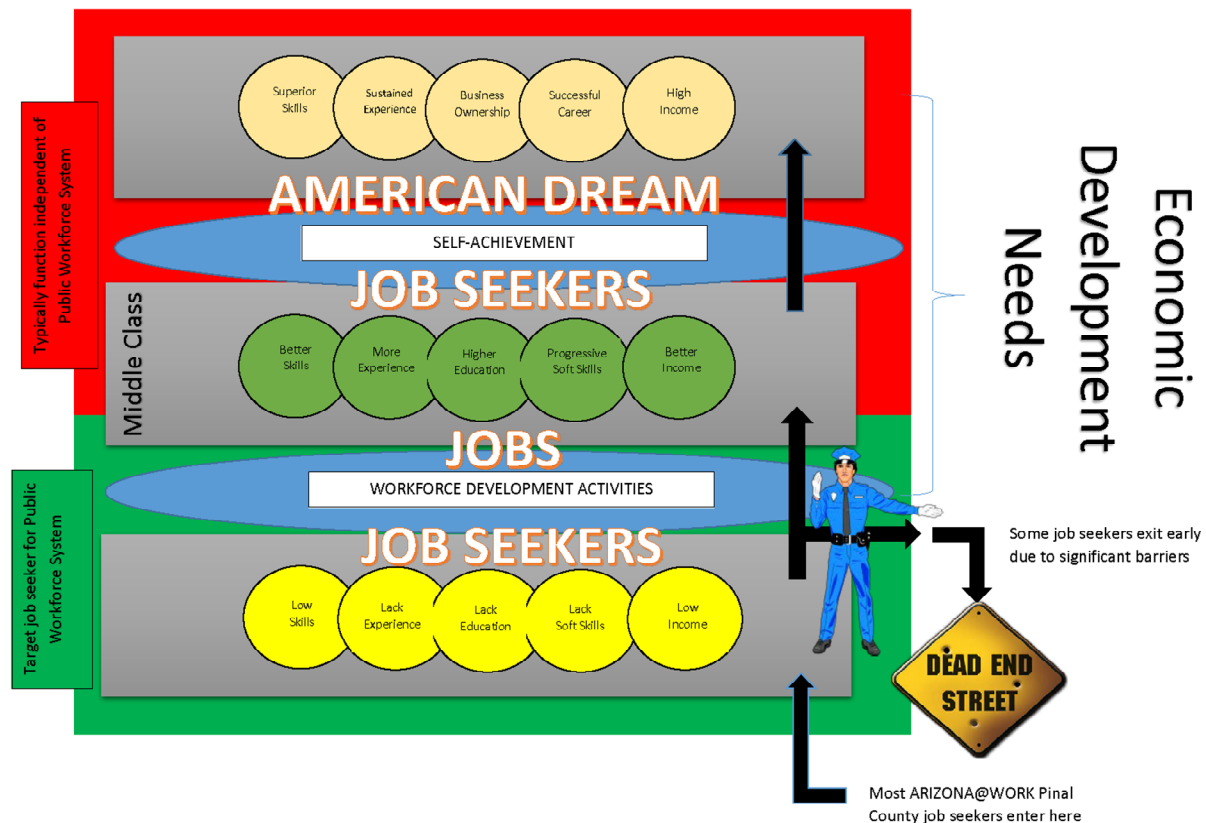 Superior
Skills
Sustained
Experience
Business
Ownership
Successful
Career
High
Income
Typically function independent of
Public Workforce System
AMERICAN DREAM
SELF-ACHIEVEMENT
JOB SEEKERS
Middle Class
Better
Skills
More
Experience
Higher
Education
Progressive
Soft Skills
Better
Income
Economic
Development
Needs
JOBS
WORKFORCE DEVELOPMENT ACTIVITIES
JOB SEEKERS
Target job seeker for Public
Workforce System
Low
Skills
Lack
Experience
Lack
Education
Lack
Soft Skills
Low
Income
Some job seekers exit early
due to significant barriers
DEAD END
STREET
Most ARIZONA@WORK Pinal
County job seekers enter here